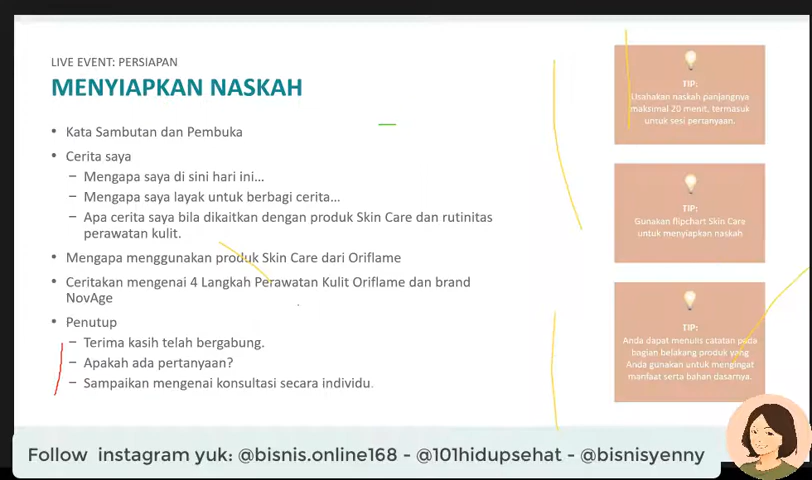 LIVE EVENT: PERSIAPAN
MENYIAPKAN NASKAH
• Kata Sambutan dan Pembuka
• Cerita saya
– Mengapa saya di sini hari ini...
– Mengapa saya layak untuk berbagi cerita...
– Apa cerita saya bila dikaitkan dengan produk Skin Care dan rutinitas
perawatan kulit.
• Mengapa menggunakan produk Skin Care dari Oriflame
• Ceritakan mengenai 4 Langkah Perawatan Kulit Oriflame dan brand
NovAge
• Penutup
– Terima kasih telah bergabung.
– Apakah ada pertanyaan?
– Sampaikan mengenai konsultasi secara individu.
TIP:
Usahakan naskah panjangnya
maksimal 20 menit, termasuk
untuk sesi pertanyaan.
TIP:
Gunakan flipchart Skin Care
untuk menyiapkan naskah
TIP:
Anda dapat menulis catatan pada
bagian belakang produk yang
Anda gunakan untuk mengingat
manfaat serta bahan dasarnya.
Follow instagram yuk: @bisnis.online168 - @101hidupsehat - @bisnisyenny